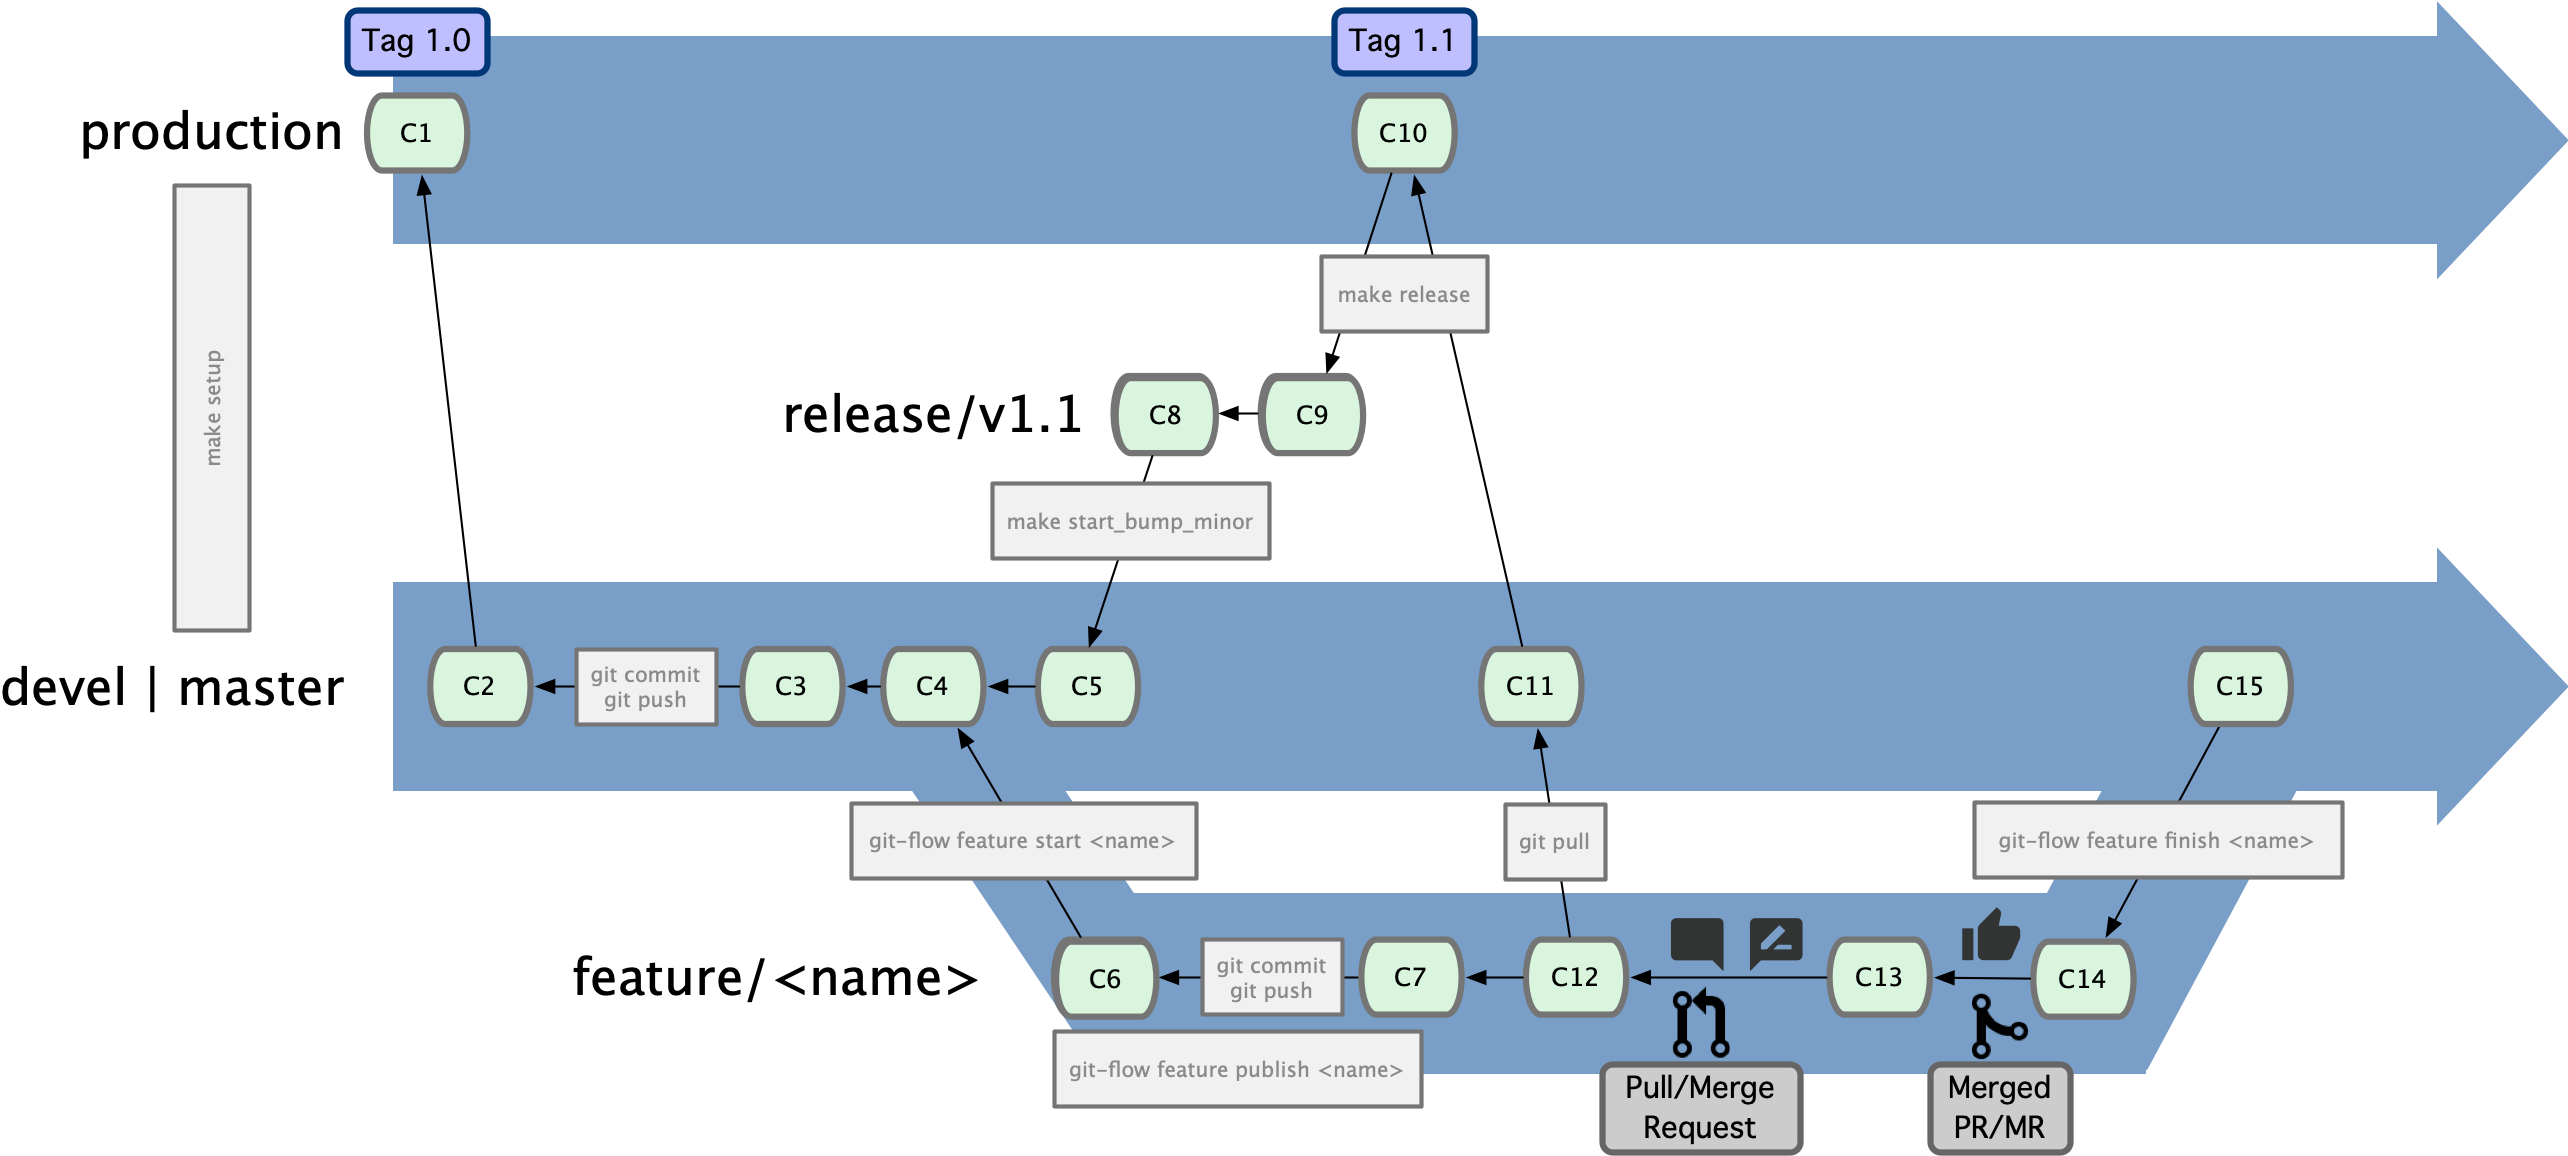 Tag 1.0
Tag 1.1
production
C1
C10
make setup
make release
release/v1.1
C8
C9
make start_bump_minor
devel | master
C2
git commit
git push
C3
C4
C5
C11
C15
git-flow feature start <name>
git pull
git-flow feature finish <name>
feature/<name>
C6
git commit
git push
C7
C12
C13
C14
git-flow feature publish <name>
Pull/Merge
Request
Merged
PR/MR